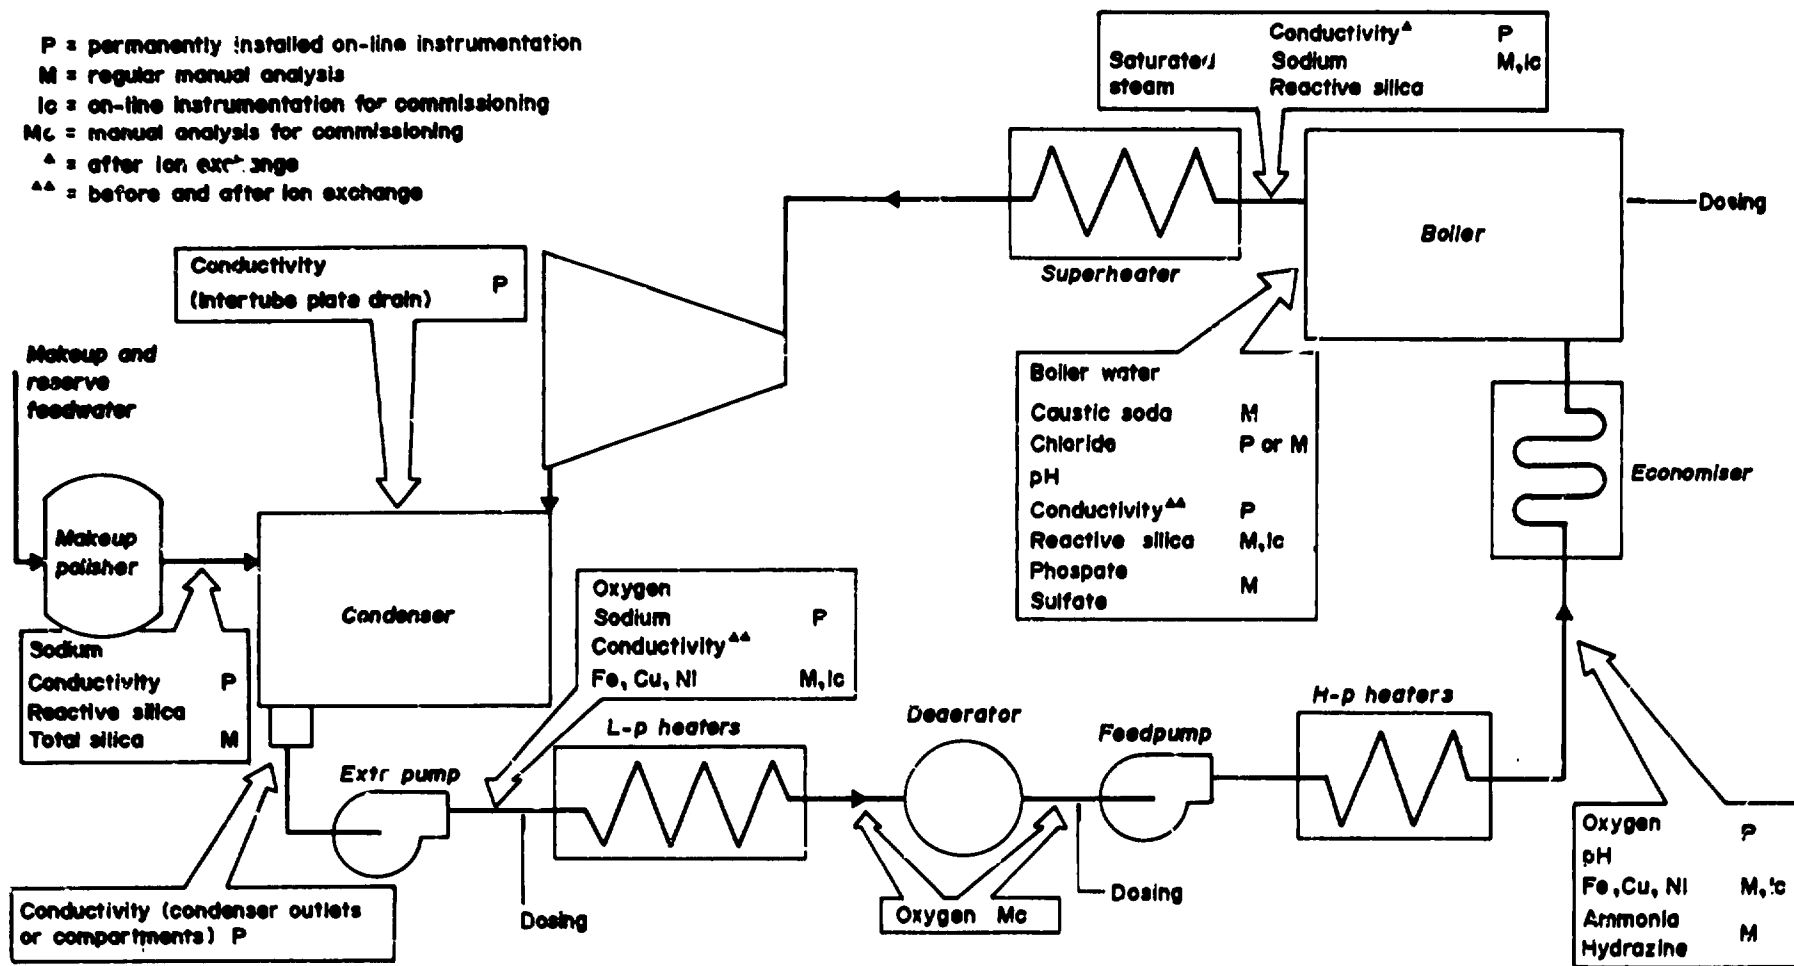 P = permanently installed on-line instrumentation
M = regular manual analysis
Ic = on-line instrumentation for commissioning
Mc = manual analysis for commissioning
△ = after ion exchange
△△ = before and after ion exchange
Conductivity△ P
Saturated Sodium M,Ic
steam Reactive silica
Dosing
Boiler
Superheater
Conductivity
(intertube plate drain) P
Makeup and
reserve
feedwater
Boiler water
Caustic soda M
Chloride P or M
pH
Conductivity△△ P
Reactive silica M,Ic
Phospate
Sulfate M
Economiser
Makeup
polisher
Condenser
Oxygen
Sodium P
Conductivity△△
Fe, Cu, Ni M,Ic
Sodium
Conductivity P
Reactive silica
Total silica M
L-p heaters
Deaerator
Feedpump
H-p heaters
Extr pump
Oxygen P
pH
Fe,Cu, Ni M,Ic
Ammonia
Hydrazine M
Conductivity (condenser outlets
or compartments) P
Dosing
Oxygen Mc
Dosing